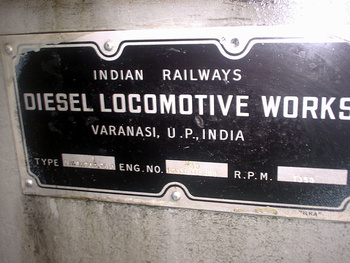 INDIAN RAILWAYS
DIESEL LOCOMOTIVE WORKS
VARANASI, U.P., INDIA
TYPE ENG. NO. R.P.M.